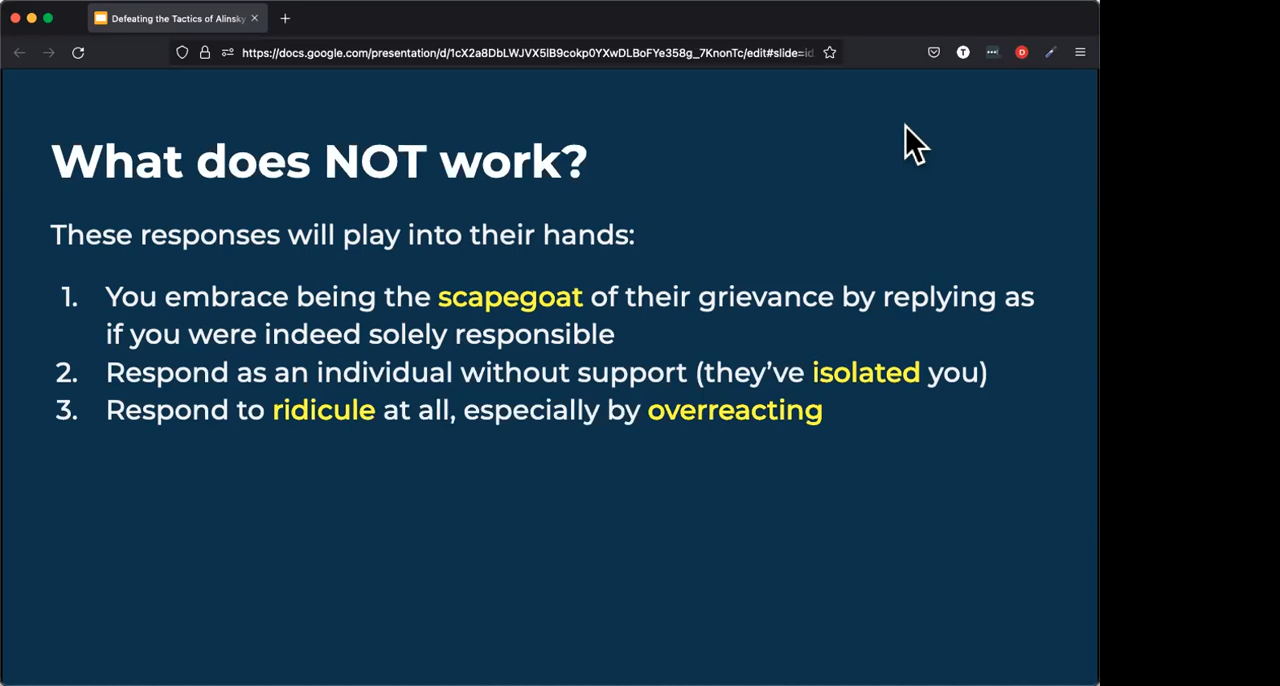 Defeating the Tactics of Alinsky
https://docs.google.com/presentation/d/1cX2a8DbLWJVX5lB9cokp0YXwDLBoFYe358g_7KnonTc/edit#slide=id
T
D
What does NOT work?
These responses will play into their hands:
1. You embrace being the scapegoat of their grievance by replying as
if you were indeed solely responsible
2. Respond as an individual without support (they’ve isolated you)
3. Respond to ridicule at all, especially by overreacting